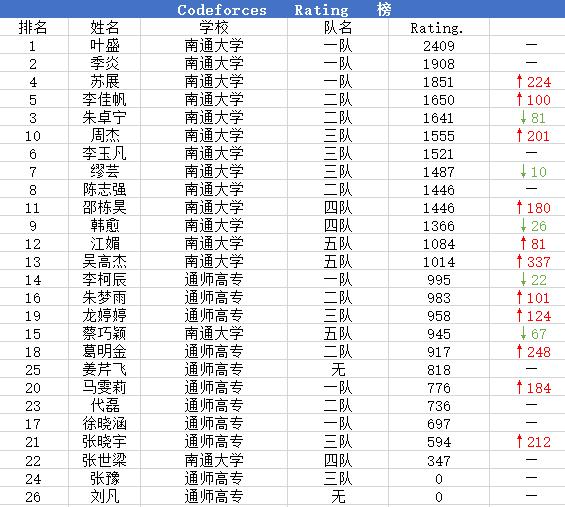 Codeforces Rating 榜
排名 姓名 学校 队名 Rating.
1 叶盛 南通大学 一队 2409 —
2 季焱 南通大学 一队 1908 —
4 苏展 南通大学 一队 1851 ↑224
5 李佳帆 南通大学 二队 1650 ↑100
3 朱卓宁 南通大学 二队 1641 ↓81
10 周杰 南通大学 三队 1555 ↑201
6 李玉凡 南通大学 三队 1521 —
7 缪芸 南通大学 三队 1487 ↓10
8 陈志强 南通大学 二队 1446 —
11 邵栋昊 南通大学 四队 1446 ↑180
9 韩愈 南通大学 四队 1366 ↓26
12 江媚 南通大学 五队 1084 ↑81
13 吴高杰 南通大学 五队 1014 ↑337
14 李柯辰 通师高专 一队 995 ↓22
16 朱梦雨 通师高专 二队 983 ↑101
19 龙婷婷 通师高专 三队 958 ↑124
15 蔡巧颖 南通大学 五队 945 ↓67
18 葛明金 通师高专 二队 917 ↑248
25 姜芹飞 通师高专 无 818 —
20 马雯莉 通师高专 一队 776 ↑184
23 代磊 通师高专 二队 736 —
17 徐晓涵 通师高专 一队 697 —
21 张晓宇 通师高专 三队 594 ↑212
22 张世梁 南通大学 四队 347 —
24 张豫 通师高专 三队 0 —
26 刘凡 通师高专 无 0 —